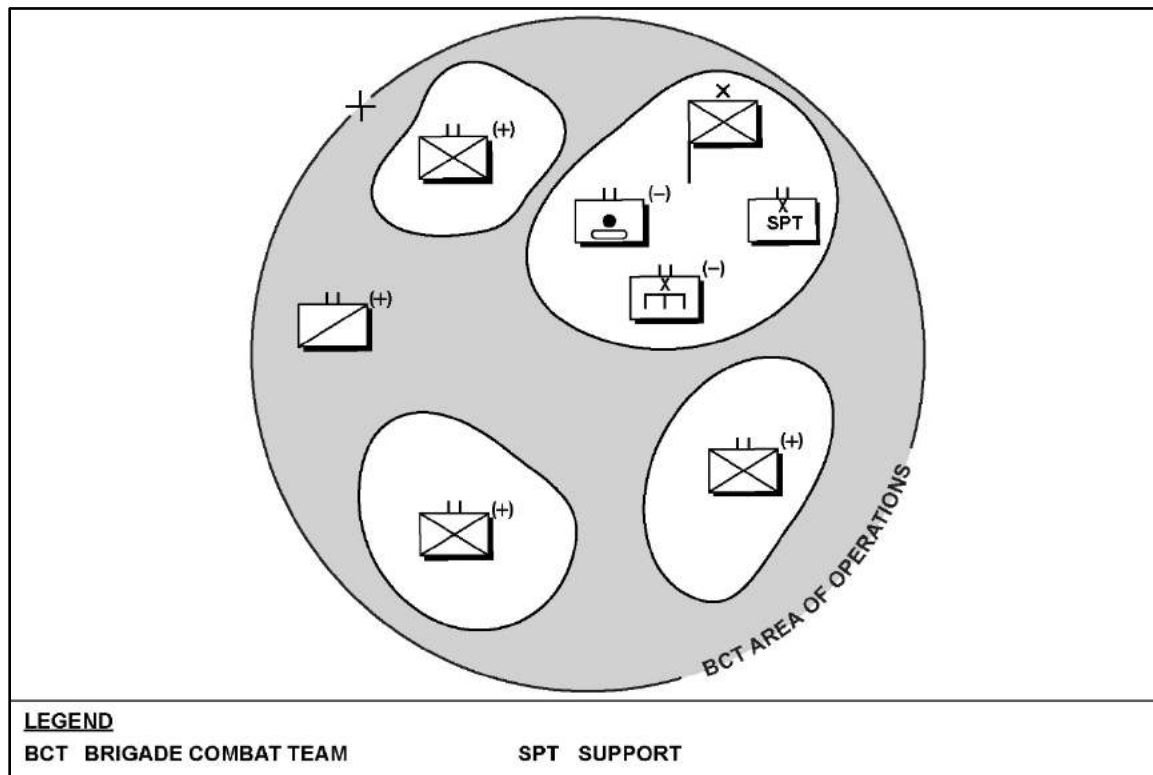 (+)
X
(–)
X
SPT
(–)
X
(+)
(+)
(+)
BCT AREA OF OPERATIONS
LEGEND
BCT BRIGADE COMBAT TEAM SPT SUPPORT